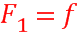 F₁ = f